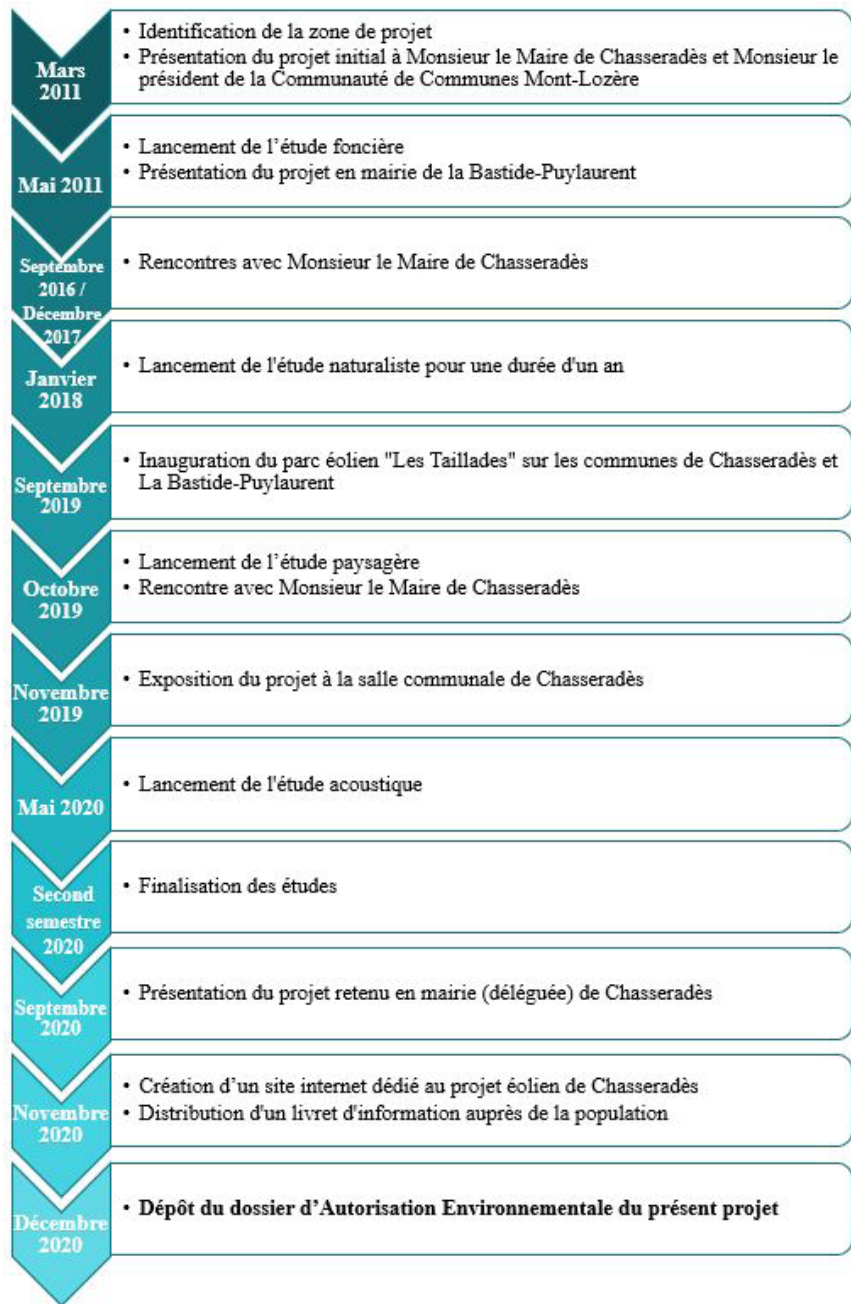 Mars
2011
• Identification de la zone de projet
• Présentation du projet initial à Monsieur le Maire de Chasseradès et Monsieur le
président de la Communauté de Communes Mont-Lozère
Mai 2011
• Lancement de l’étude foncière
• Présentation du projet en mairie de la Bastide-Puylaurent
Septembre
2016 /
Décembre
2017
• Rencontres avec Monsieur le Maire de Chasseradès
Janvier
2018
• Lancement de l'étude naturaliste pour une durée d'un an
Septembre
2019
• Inauguration du parc éolien "Les Taillades" sur les communes de Chasseradès et
La Bastide-Puylaurent
Octobre
2019
• Lancement de l’étude paysagère
• Rencontre avec Monsieur le Maire de Chasseradès
Novembre
2019
• Exposition du projet à la salle communale de Chasseradès
Mai 2020
• Lancement de l'étude acoustique
Second
semestre
2020
• Finalisation des études
Septembre
2020
• Présentation du projet retenu en mairie (déléguée) de Chasseradès
Novembre
2020
• Création d’un site internet dédié au projet éolien de Chasseradès
• Distribution d'un livret d'information auprès de la population
Décembre
2020
• Dépôt du dossier d’Autorisation Environnementale du présent projet